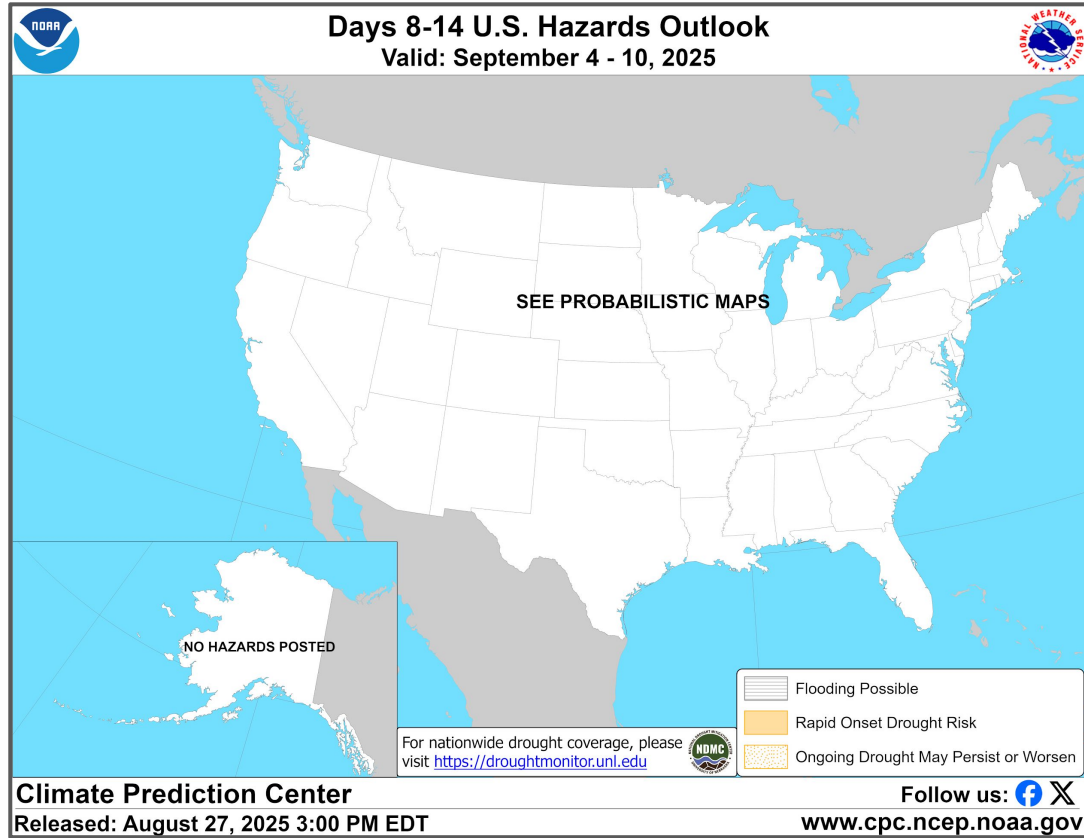 NOAA
Days 8-14 U.S. Hazards Outlook
Valid: September 4 - 10, 2025
NATIONAL WEATHER SERVICE
SEE PROBABILISTIC MAPS
NO HAZARDS POSTED
For nationwide drought coverage, please
visit https://droughtmonitor.unl.edu
NDMC
Flooding Possible
Rapid Onset Drought Risk
Ongoing Drought May Persist or Worsen
Climate Prediction Center
Follow us:
Released: August 27, 2025 3:00 PM EDT
www.cpc.ncep.noaa.gov